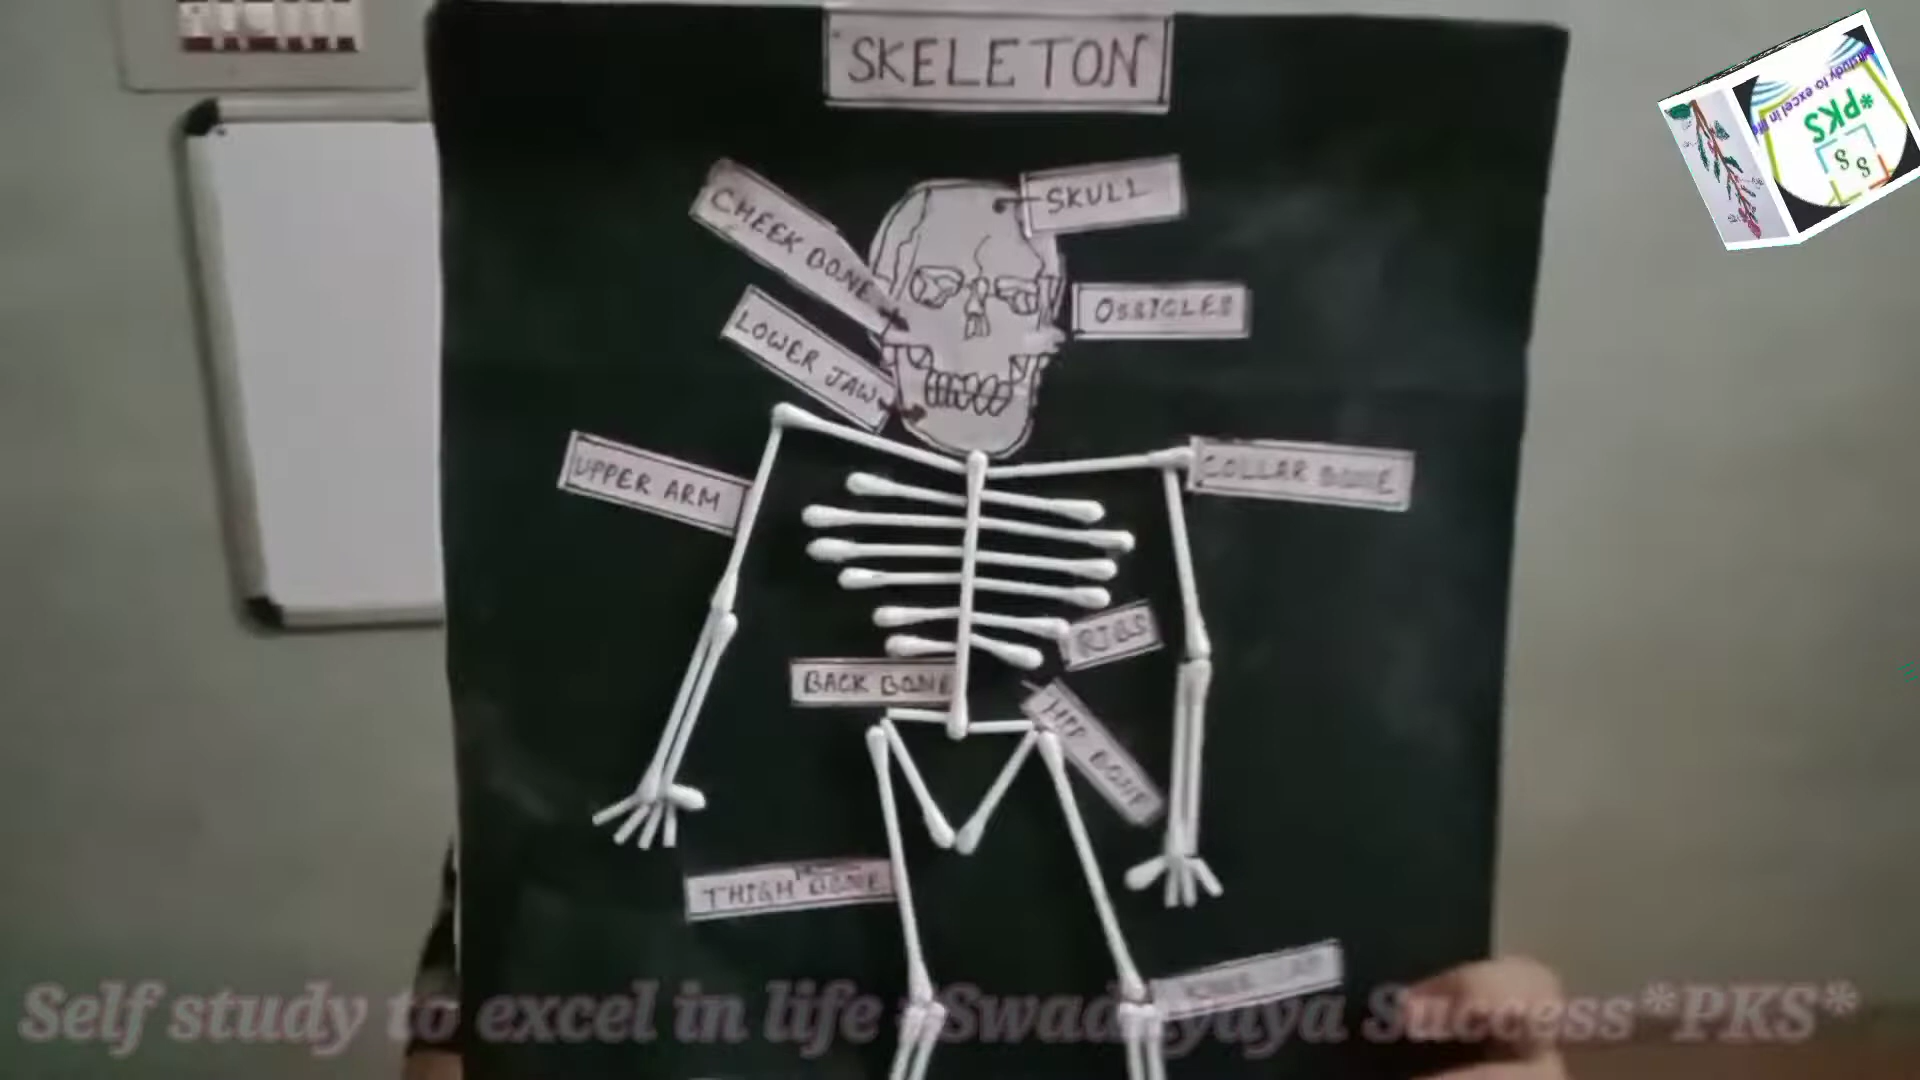 SKELETON
SKULL
CHEEK BONE
OSSICLES
LOWER JAW
UPPER ARM
COLLAR BONE
RIBS
BACK BONE
HIP BONE
THIGH BONE
Self study to excel in life
Success*PKS*
*PKS
S S